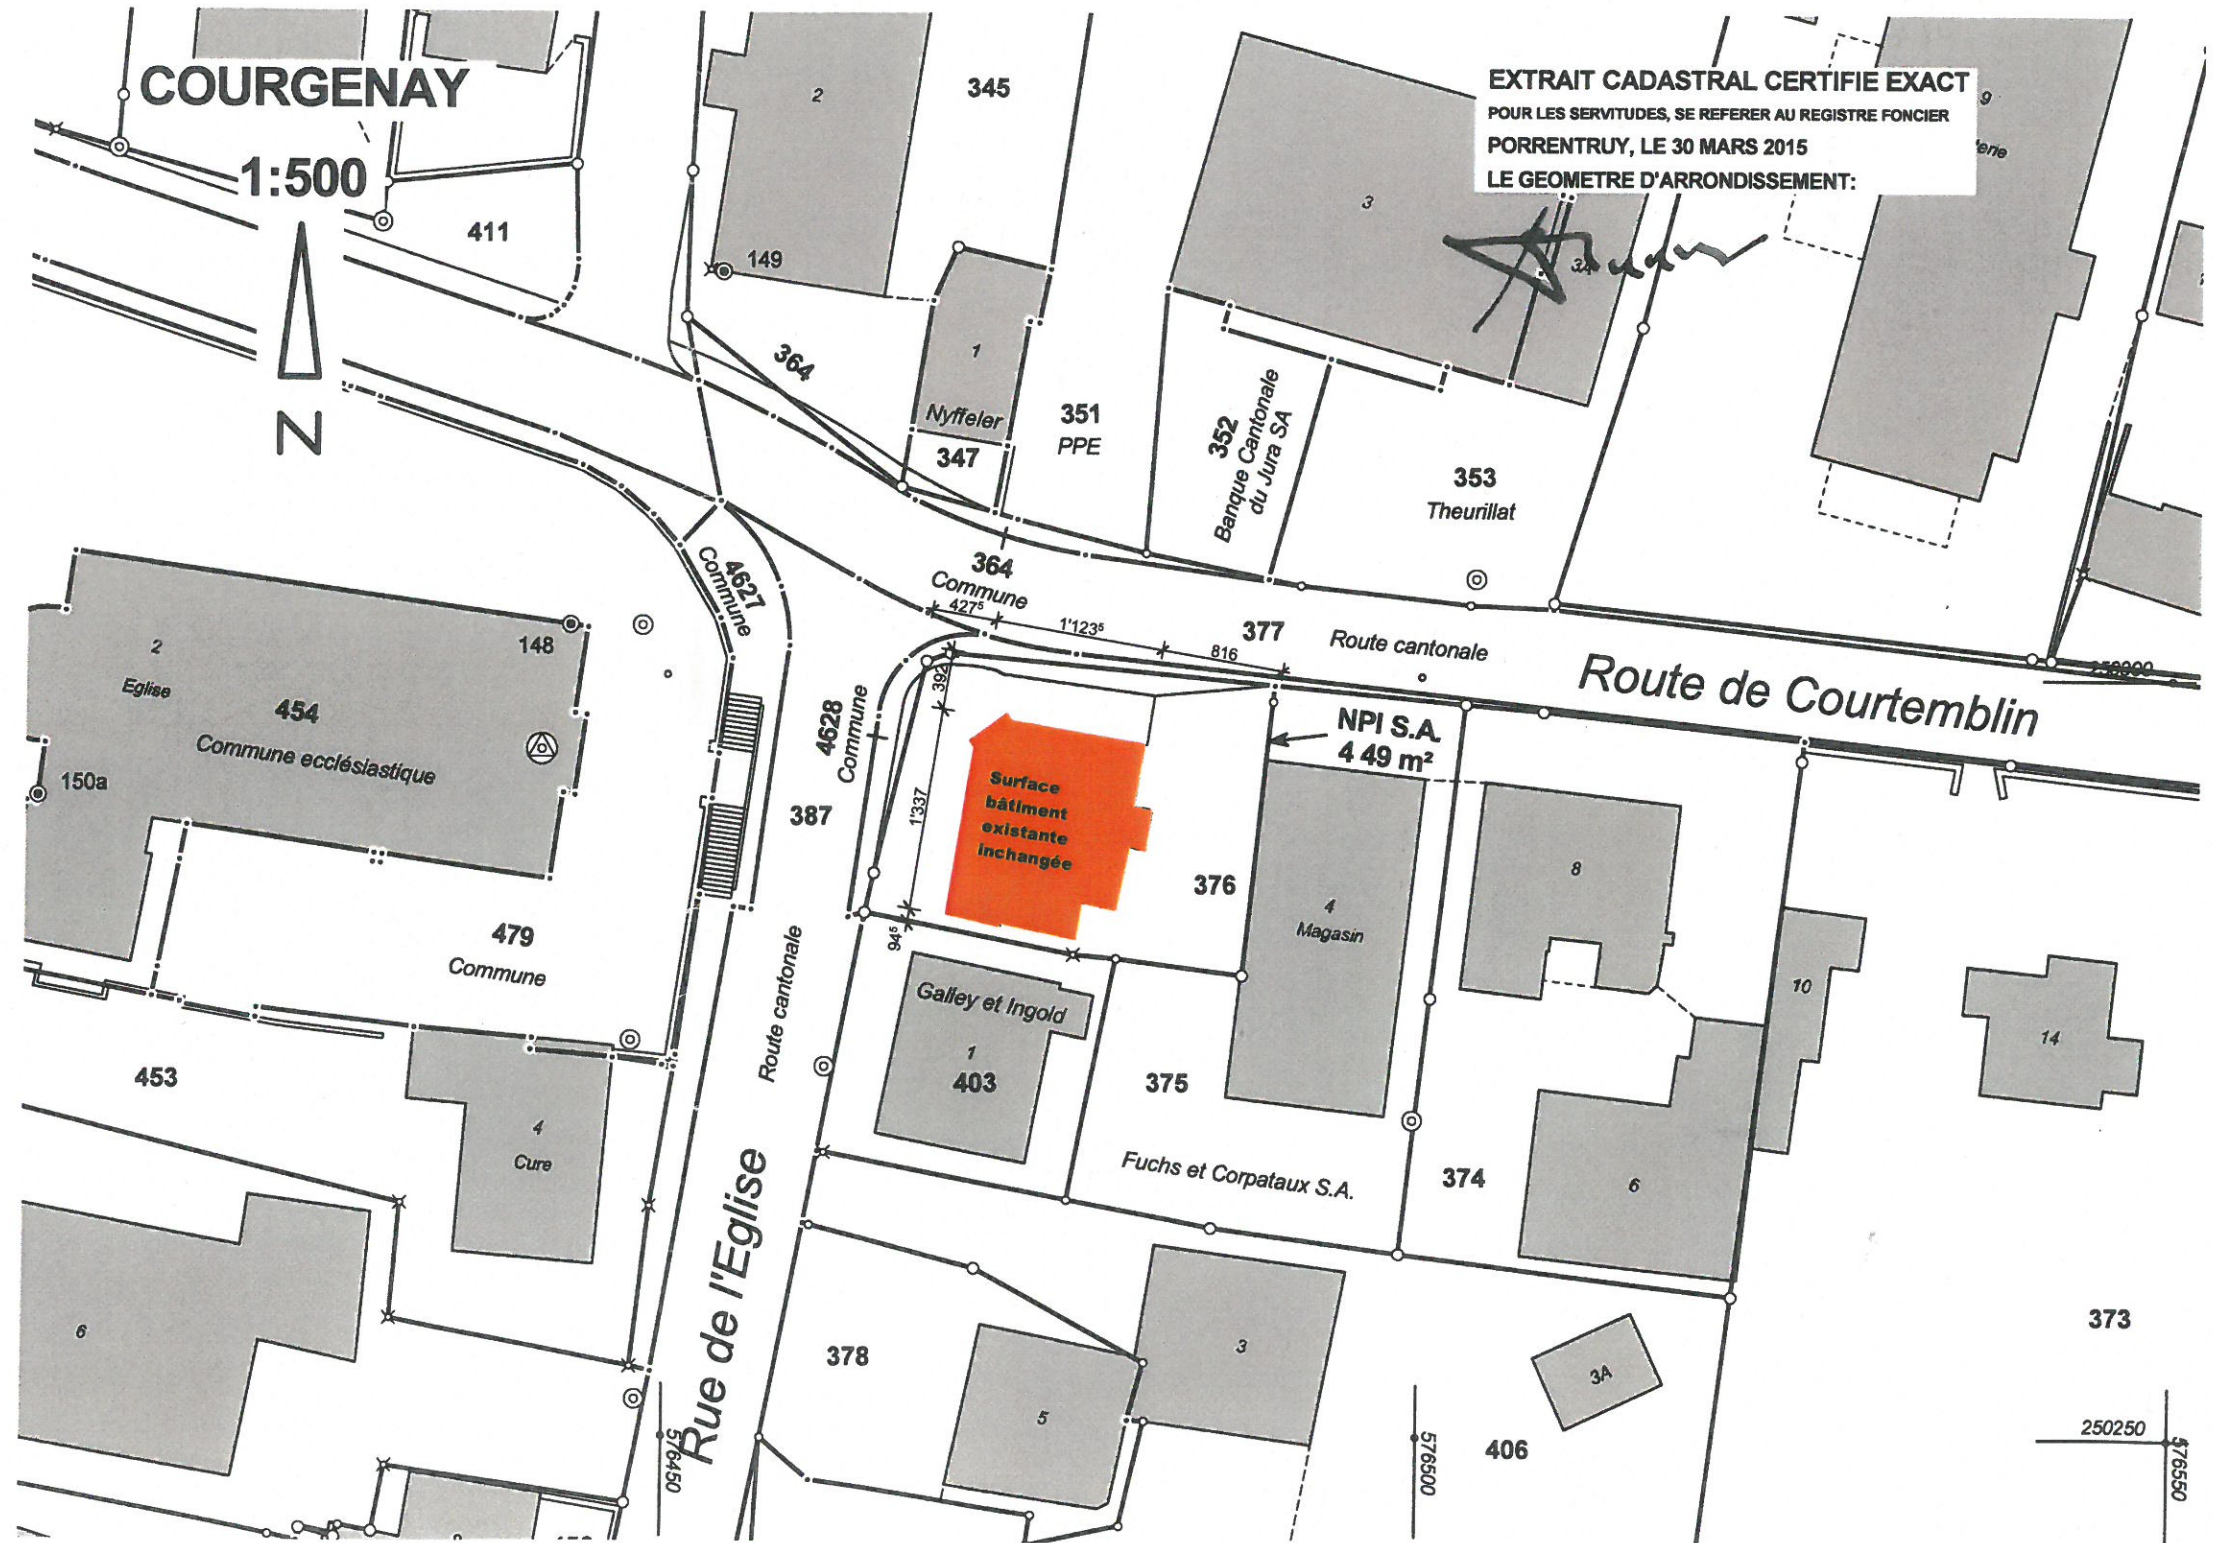 COURGENAY
1:500
N
EXTRAIT CADASTRAL CERTIFIE EXACT
POUR LES SERVITUDES, SE REFERER AU REGISTRE FONCIER
PORRENTRUY, LE 30 MARS 2015
LE GEOMETRE D'ARRONDISSEMENT:
2
345
9
3
3A
411
149
364
1
Nyffeler
347
351
PPE
352
Banque Cantonale
du Jura SA
353
Theurillat
4627
Commune
364
Commune
427⁵
1'123⁵
816
377
Route cantonale
Route de Courtemblin
2
Eglise
148
454
Commune ecclésiastique
150a
392
4628
Commune
387
1'337
94⁵
Surface
bâtiment
existante
inchangée
NPI S.A.
4 49 m²
376
4
Magasin
8
10
14
479
Commune
Route cantonale
Galley et Ingold
1
403
375
453
4
Cure
Fuchs et Corpataux S.A.
374
6
Rue de l'Eglise
6
378
3
5
3A
373
406
576450
576500
250250
576550